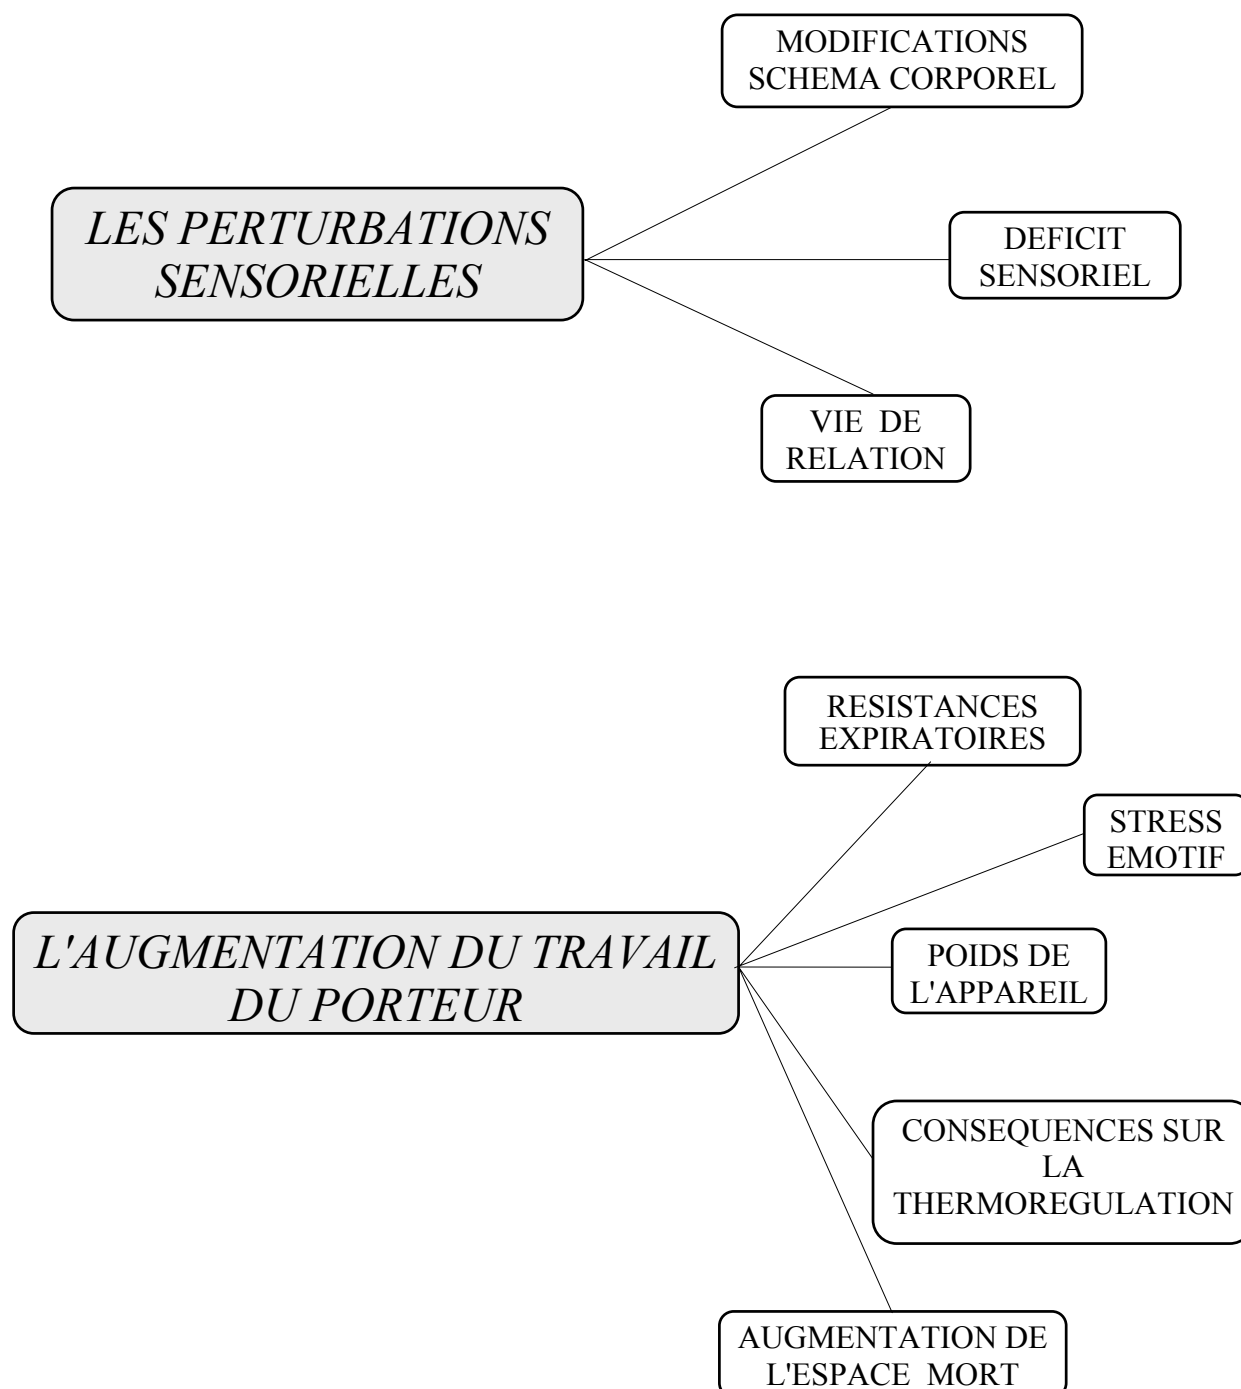 MODIFICATIONS
SCHEMA CORPOREL
LES PERTURBATIONS
SENSORIELLES
DEFICIT
SENSORIEL
VIE DE
RELATION
RESISTANCES
EXPIRATOIRES
STRESS
EMOTIF
L'AUGMENTATION DU TRAVAIL
DU PORTEUR
POIDS DE
L'APPAREIL
CONSEQUENCES SUR
LA
THERMOREGULATION
AUGMENTATION DE
L'ESPACE MORT